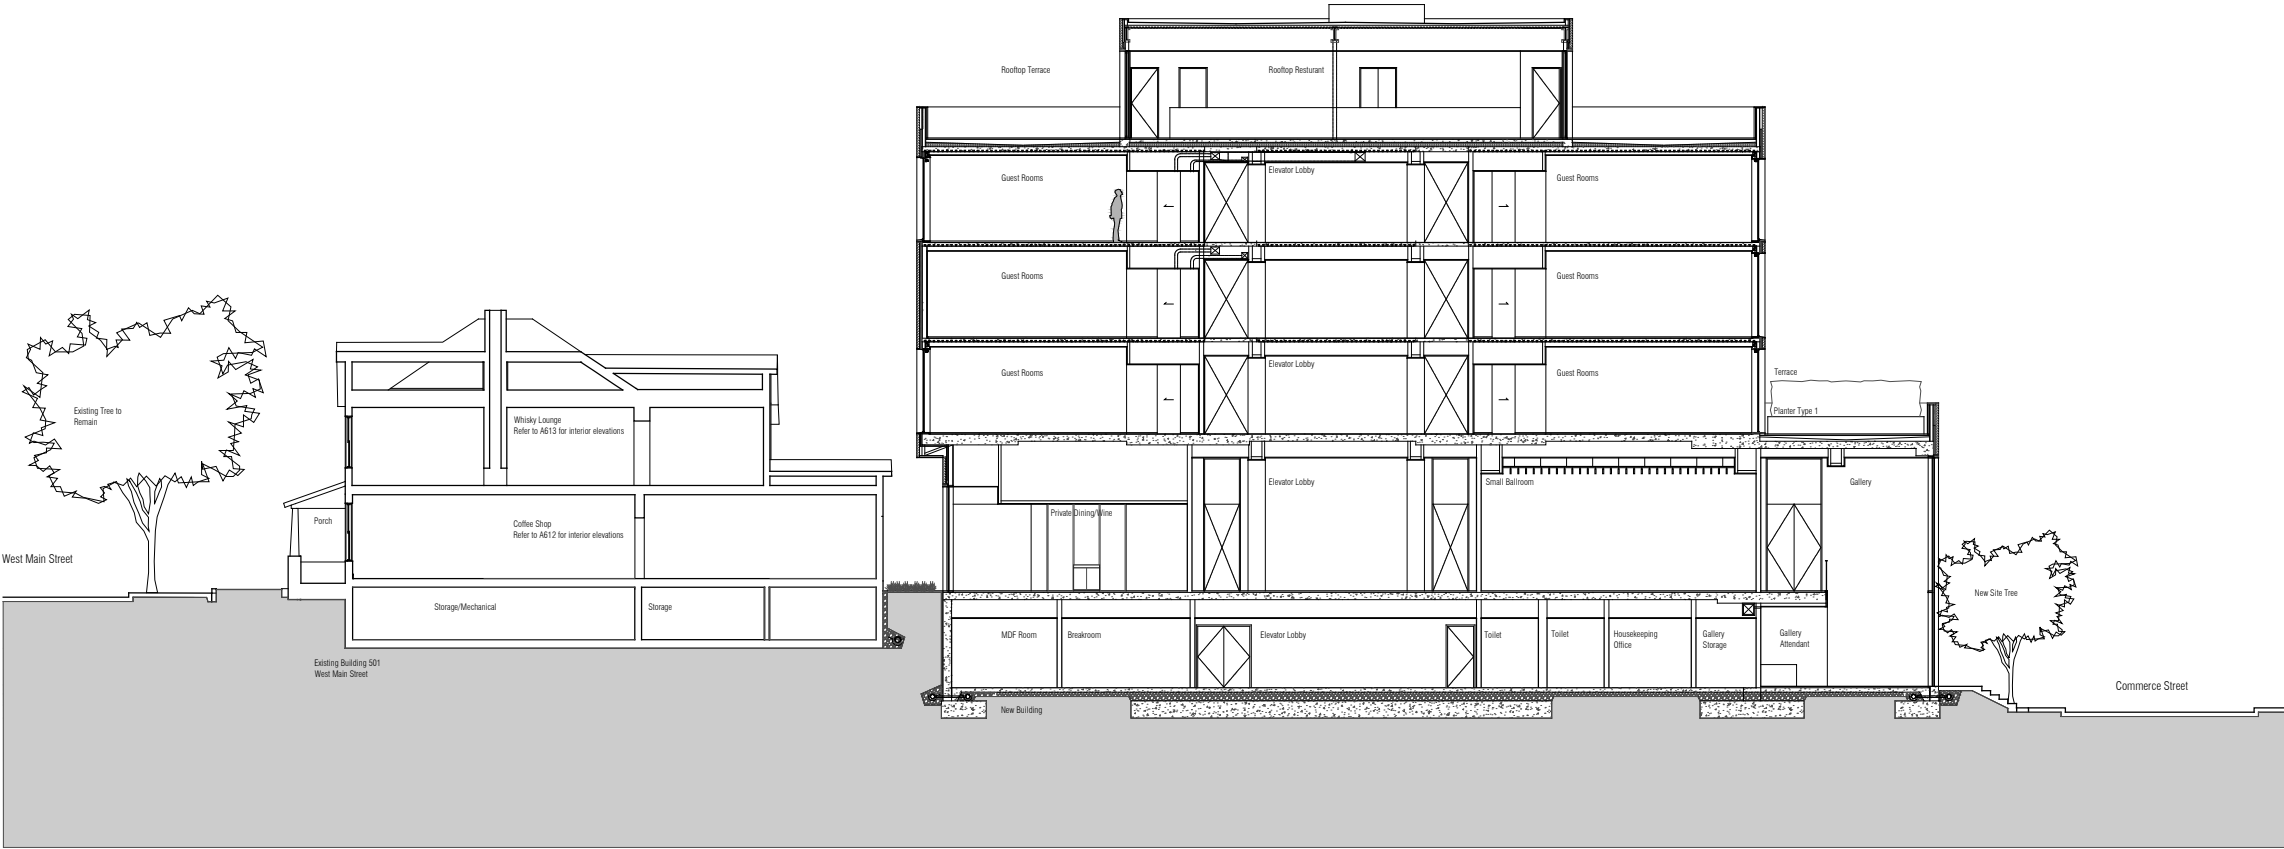 Rooftop Terrace
Rooftop Resturant
Guest Rooms
Elevator Lobby
Guest Rooms
Guest Rooms
Guest Rooms
Guest Rooms
Elevator Lobby
Guest Rooms
Terrace
Planter Type 1
Existing Tree to
Remain
Whisky Lounge
Refer to A613 for interior elevations
Elevator Lobby
Small Ballroom
Gallery
Private Dining/Wine
Porch
Coffee Shop
Refer to A612 for interior elevations
West Main Street
New Site Tree
Storage/Mechanical
Storage
MDF Room
Breakroom
Elevator Lobby
Toilet
Toilet
Housekeeping
Office
Gallery
Storage
Gallery
Attendant
Existing Building 501
West Main Street
Commerce Street
New Building